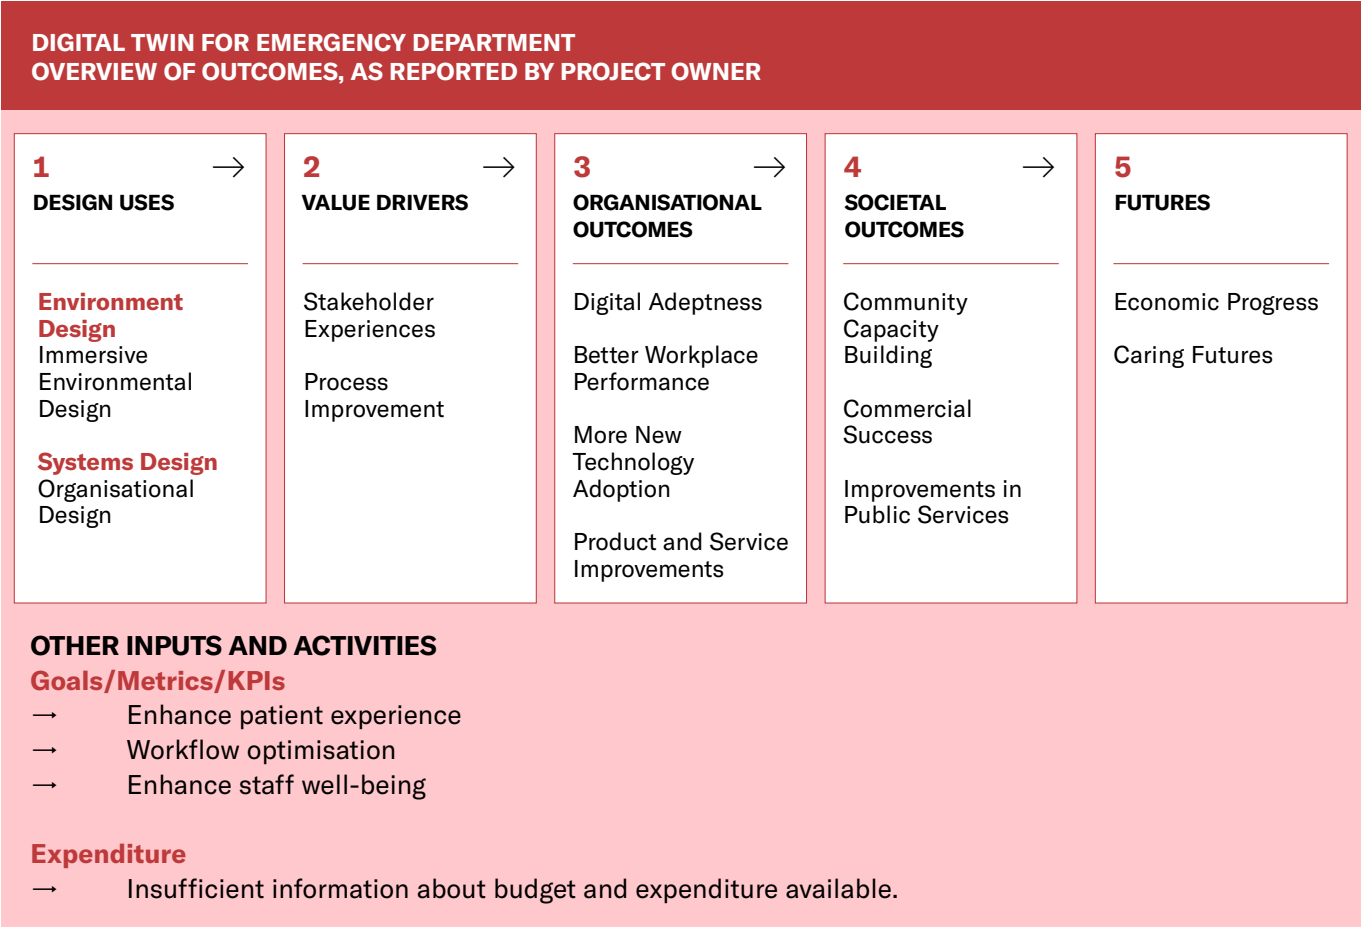 DIGITAL TWIN FOR EMERGENCY DEPARTMENT
OVERVIEW OF OUTCOMES, AS REPORTED BY PROJECT OWNER
1 →
DESIGN USES
Environment
Design
Immersive
Environmental
Design
Systems Design
Organisational
Design
2 →
VALUE DRIVERS
Stakeholder
Experiences
Process
Improvement
3 →
ORGANISATIONAL
OUTCOMES
Digital Adeptness
Better Workplace
Performance
More New
Technology
Adoption
Product and Service
Improvements
4 →
SOCIETAL
OUTCOMES
Community
Capacity
Building
Commercial
Success
Improvements in
Public Services
5
FUTURES
Economic Progress
Caring Futures
OTHER INPUTS AND ACTIVITIES
Goals/Metrics/KPIs
→ Enhance patient experience
→ Workflow optimisation
→ Enhance staff well-being
Expenditure
→ Insufficient information about budget and expenditure available.